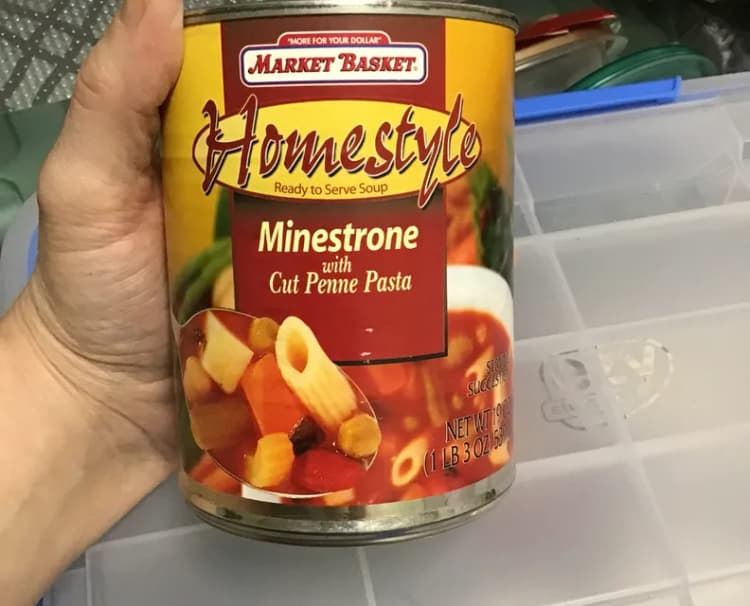 "MORE FOR YOUR DOLLAR"
MARKET BASKET
Homestyle
Ready to Serve Soup
Minestrone
with
Cut Penne Pasta
NET WT 19
(1 LB 3 OZ)